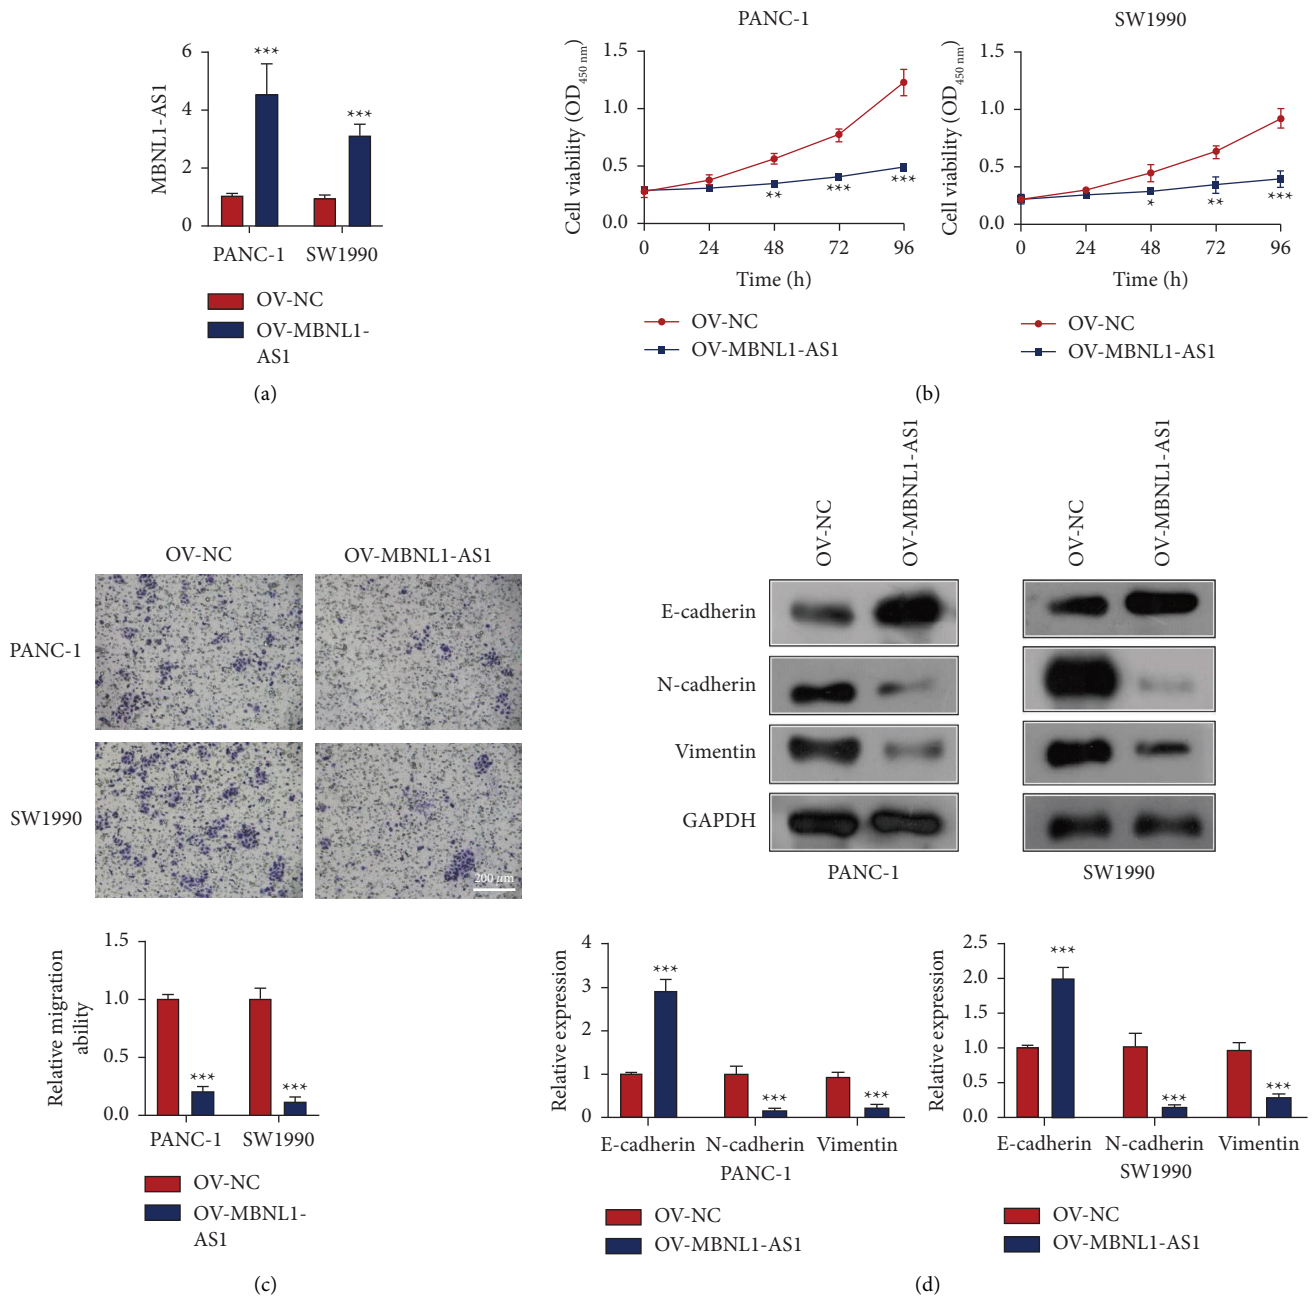 6
4
2
0
MBNL1-AS1
***
***
PANC-1 SW1990
OV-NC
OV-MBNL1-
AS1
(a)
PANC-1
1.5
1.0
0.5
0.0
Cell viability (OD450 nm)
**
***
***
0 24 48 72 96
Time (h)
OV-NC
OV-MBNL1-AS1
SW1990
1.5
1.0
0.5
0.0
Cell viability (OD450 nm)
*
**
***
0 24 48 72 96
Time (h)
OV-NC
OV-MBNL1-AS1
(b)
OV-NC OV-MBNL1-AS1
PANC-1
SW1990
200 μm
1.5
1.0
0.5
0.0
Relative migration
ability
***
***
PANC-1 SW1990
OV-NC
OV-MBNL1-
AS1
(c)
OV-NC
OV-MBNL1-AS1
OV-NC
OV-MBNL1-AS1
E-cadherin
N-cadherin
Vimentin
GAPDH
PANC-1
SW1990
4
3
2
1
0
Relative expression
***
***
***
E-cadherin N-cadherin Vimentin
PANC-1
OV-NC
OV-MBNL1-AS1
2.5
2.0
1.5
1.0
0.5
0.0
Relative expression
***
***
***
E-cadherin N-cadherin Vimentin
SW1990
OV-NC
OV-MBNL1-AS1
(d)